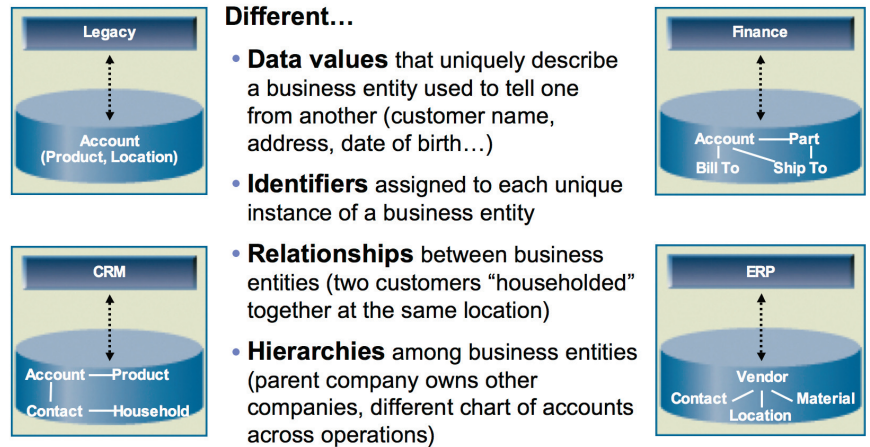 Legacy
Account
(Product, Location)
CRM
Account Product
Contact Household
Different…
• Data values that uniquely describe
a business entity used to tell one
from another (customer name,
address, date of birth…)
• Identifiers assigned to each unique
instance of a business entity
• Relationships between business
entities (two customers “householded”
together at the same location)
• Hierarchies among business entities
(parent company owns other
companies, different chart of accounts
across operations)
Finance
Account Part
Bill To Ship To
ERP
Vendor
Contact Material
Location